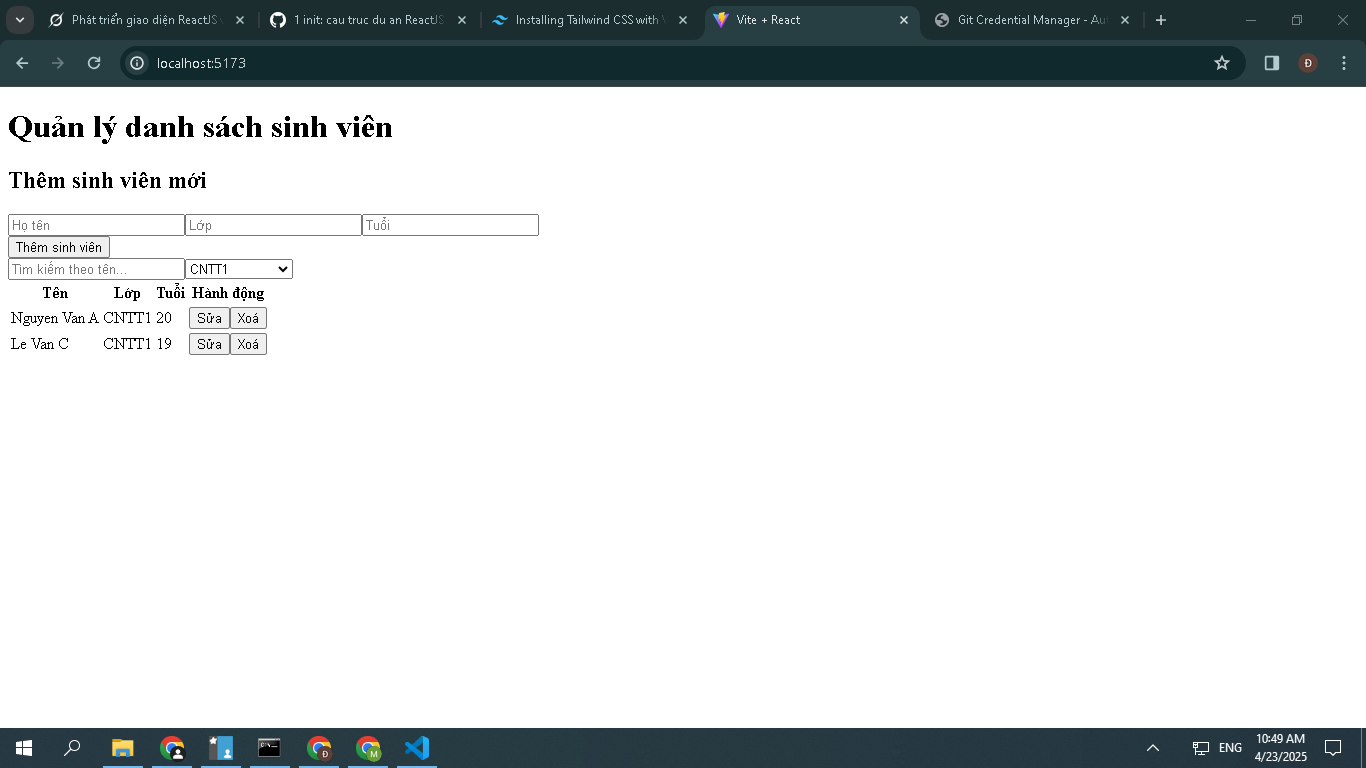 Phát triển giao diện ReactJS
1 init: cau truc du an ReactJS
Installing Tailwind CSS with
Vite + React
Git Credential Manager - Aut
localhost:5173
Đ
Quản lý danh sách sinh viên
Thêm sinh viên mới
Họ tên Lớp Tuổi
Thêm sinh viên
Tìm kiếm theo tên... CNTT1
Tên Lớp Tuổi Hành động
Nguyen Van A CNTT1 20 Sửa Xoá
Le Van C CNTT1 19 Sửa Xoá
ENG
10:49 AM
4/23/2025